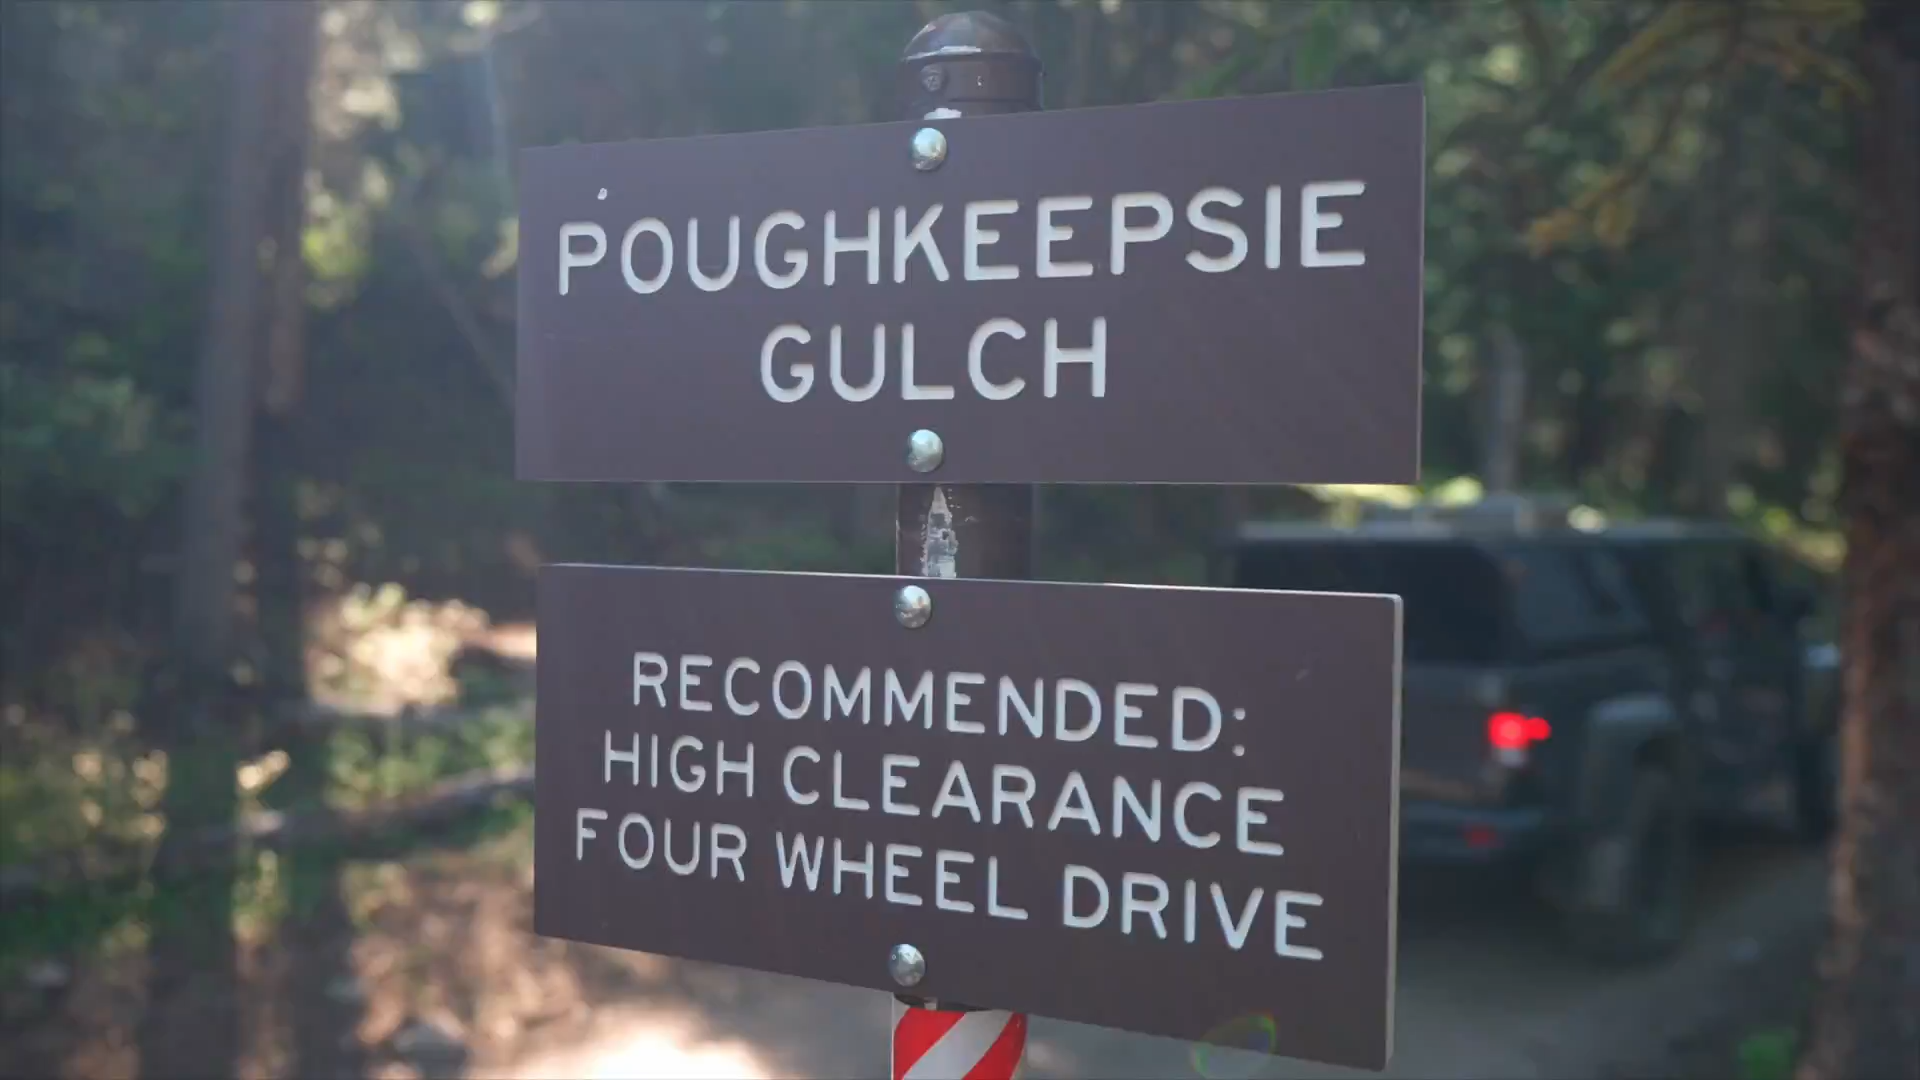 POUGHKEEPSIE
GULCH
RECOMMENDED:
HIGH CLEARANCE
FOUR WHEEL DRIVE